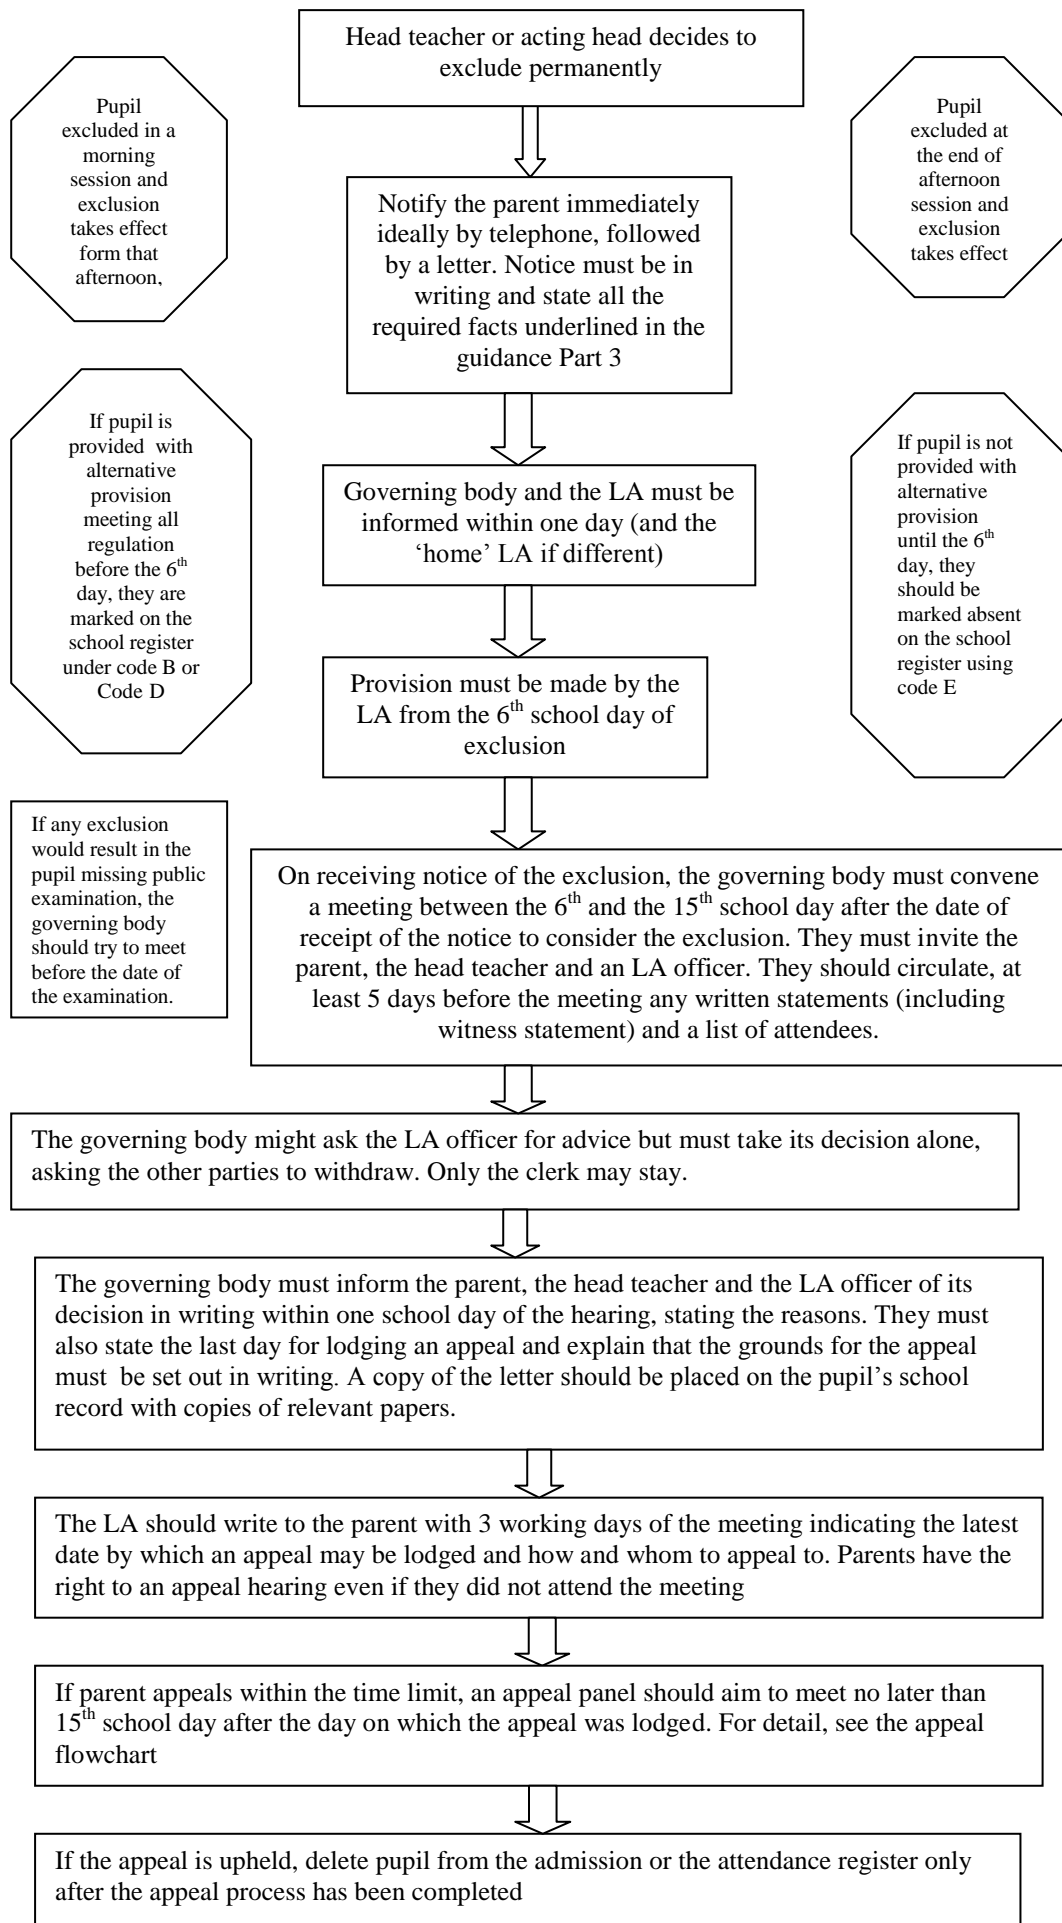 Head teacher or acting head decides to
exclude permanently
Pupil
excluded in a
morning
session and
exclusion
takes effect
form that
afternoon,
Pupil
excluded at
the end of
afternoon
session and
exclusion
takes effect
Notify the parent immediately
ideally by telephone, followed
by a letter. Notice must be in
writing and state all the
required facts underlined in the
guidance Part 3
If pupil is
provided with
alternative
provision
meeting all
regulation
before the 6th
day, they are
marked on the
school register
under code B or
Code D
If pupil is not
provided with
alternative
provision
until the 6th
day, they
should be
marked absent
on the school
register using
code E
Governing body and the LA must be
informed within one day (and the
‘home’ LA if different)
Provision must be made by the
LA from the 6th school day of
exclusion
If any exclusion
would result in the
pupil missing public
examination, the
governing body
should try to meet
before the date of
the examination.
On receiving notice of the exclusion, the governing body must convene
a meeting between the 6th and the 15th school day after the date of
receipt of the notice to consider the exclusion. They must invite the
parent, the head teacher and an LA officer. They should circulate, at
least 5 days before the meeting any written statements (including
witness statement) and a list of attendees.
The governing body might ask the LA officer for advice but must take its decision alone,
asking the other parties to withdraw. Only the clerk may stay.
The governing body must inform the parent, the head teacher and the LA officer of its
decision in writing within one school day of the hearing, stating the reasons. They must
also state the last day for lodging an appeal and explain that the grounds for the appeal
must be set out in writing. A copy of the letter should be placed on the pupil’s school
record with copies of relevant papers.
The LA should write to the parent with 3 working days of the meeting indicating the latest
date by which an appeal may be lodged and how and whom to appeal to. Parents have the
right to an appeal hearing even if they did not attend the meeting
If parent appeals within the time limit, an appeal panel should aim to meet no later than
15th school day after the day on which the appeal was lodged. For detail, see the appeal
flowchart
If the appeal is upheld, delete pupil from the admission or the attendance register only
after the appeal process has been completed